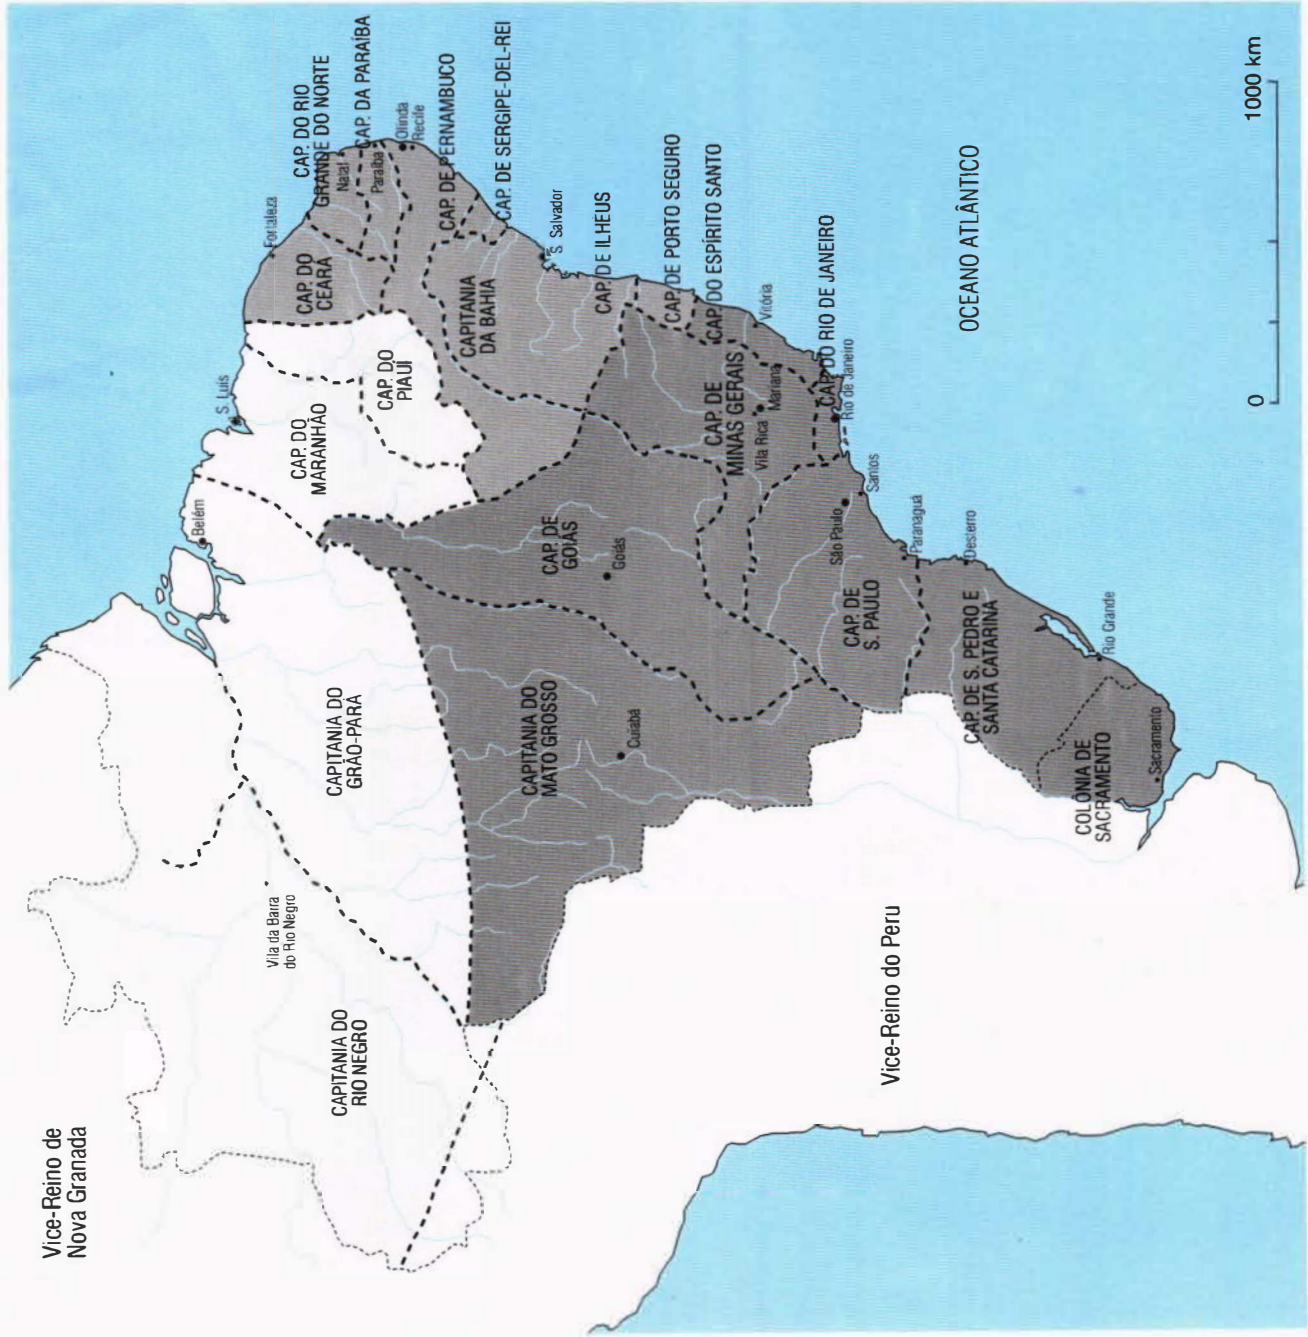 Vice-Reino de
Nova Granada
Vila da Barra
do Rio Negro
CAPITANIA DO
RIO NEGRO
CAPITANIA DO
GRÃO-PARÁ
Belém
S. Luís
CAP. DO
MARANHÃO
CAP. DO
PIAUÍ
Fortaleza
CAP. DO
CEARÁ
CAP. DO RIO
GRANDE DO NORTE
Natal
CAP. DA PARAÍBA
Paraíba
Olinda
Recife
CAP. DE PERNAMBUCO
CAP. DE SERGIPE-DEL-REI
CAPITANIA
DA BAHIA
S. Salvador
CAP. DE ILHEUS
CAP. DE PORTO SEGURO
CAP. DO ESPÍRITO SANTO
Vitória
CAPITANIA DO
MATO GROSSO
Cuiabá
CAP. DE
GOIÁS
Goiás
CAP. DE
MINAS GERAIS
Vila Rica
Mariana
CAP. DO RIO DE JANEIRO
Rio de Janeiro
São Paulo
Santos
CAP. DE
S. PAULO
Paranaguá
Desterro
CAP. DE S. PEDRO E
SANTA CATARINA
Rio Grande
COLONIA DE
SACRAMENTO
Sacramento
Vice-Reino do Peru
OCEANO ATLÂNTICO
0
1000 km